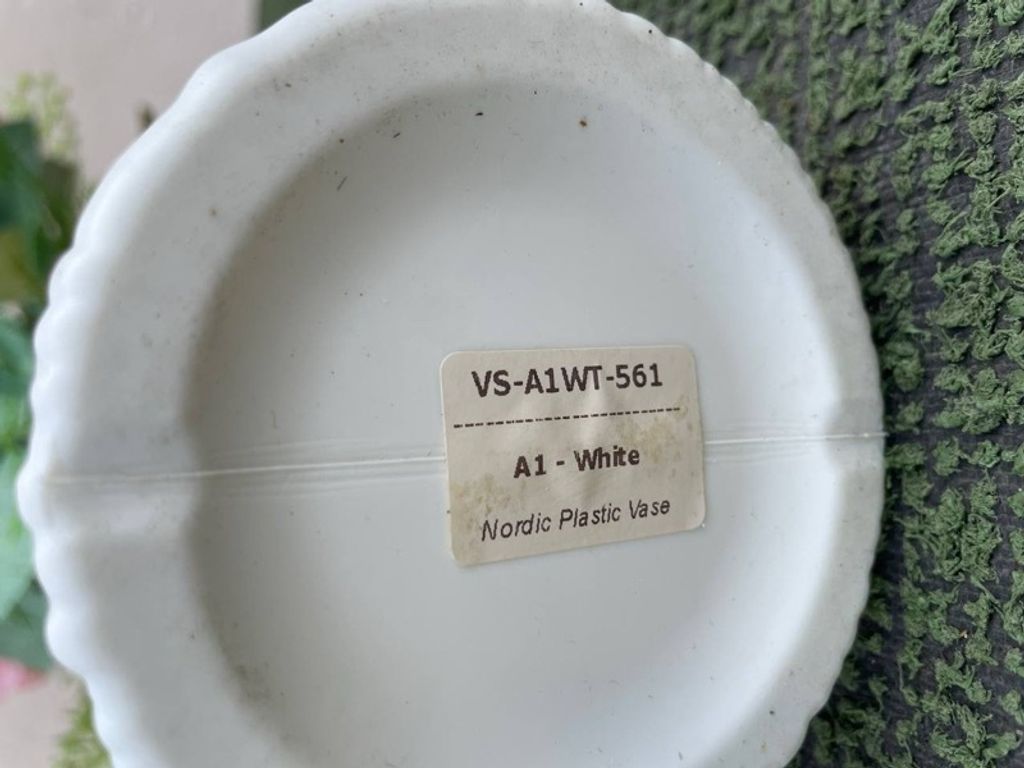 VS-A1WT-561
A1 - White
Nordic Plastic Vase